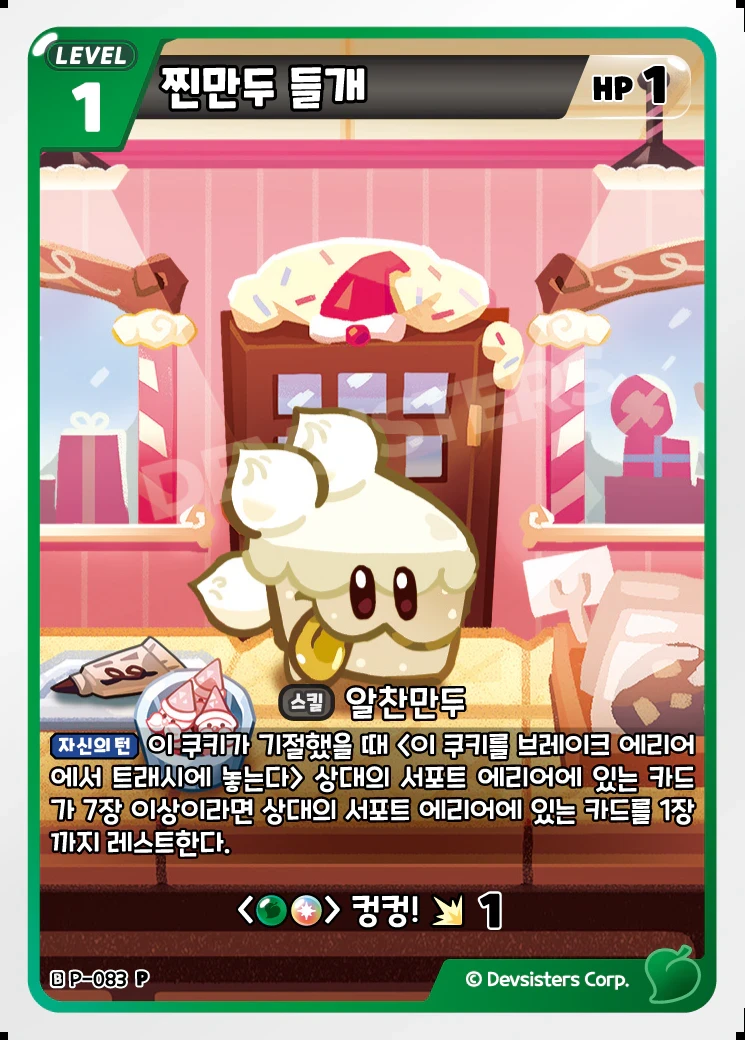 LEVEL
1
찐만두 들개
HP 1
DEVSISTERS
스킬 알찬만두
자신의 턴 이 쿠키가 기절했을 때 <이 쿠키를 브레이크 에리어
에서 트래시에 놓는다> 상대의 서포트 에리어에 있는 카드
가 7장 이상이라면 상대의 서포트 에리어에 있는 카드를 1장
까지 레스트한다.
< > 컹컹! 1
B P-083 P
© Devsisters Corp.